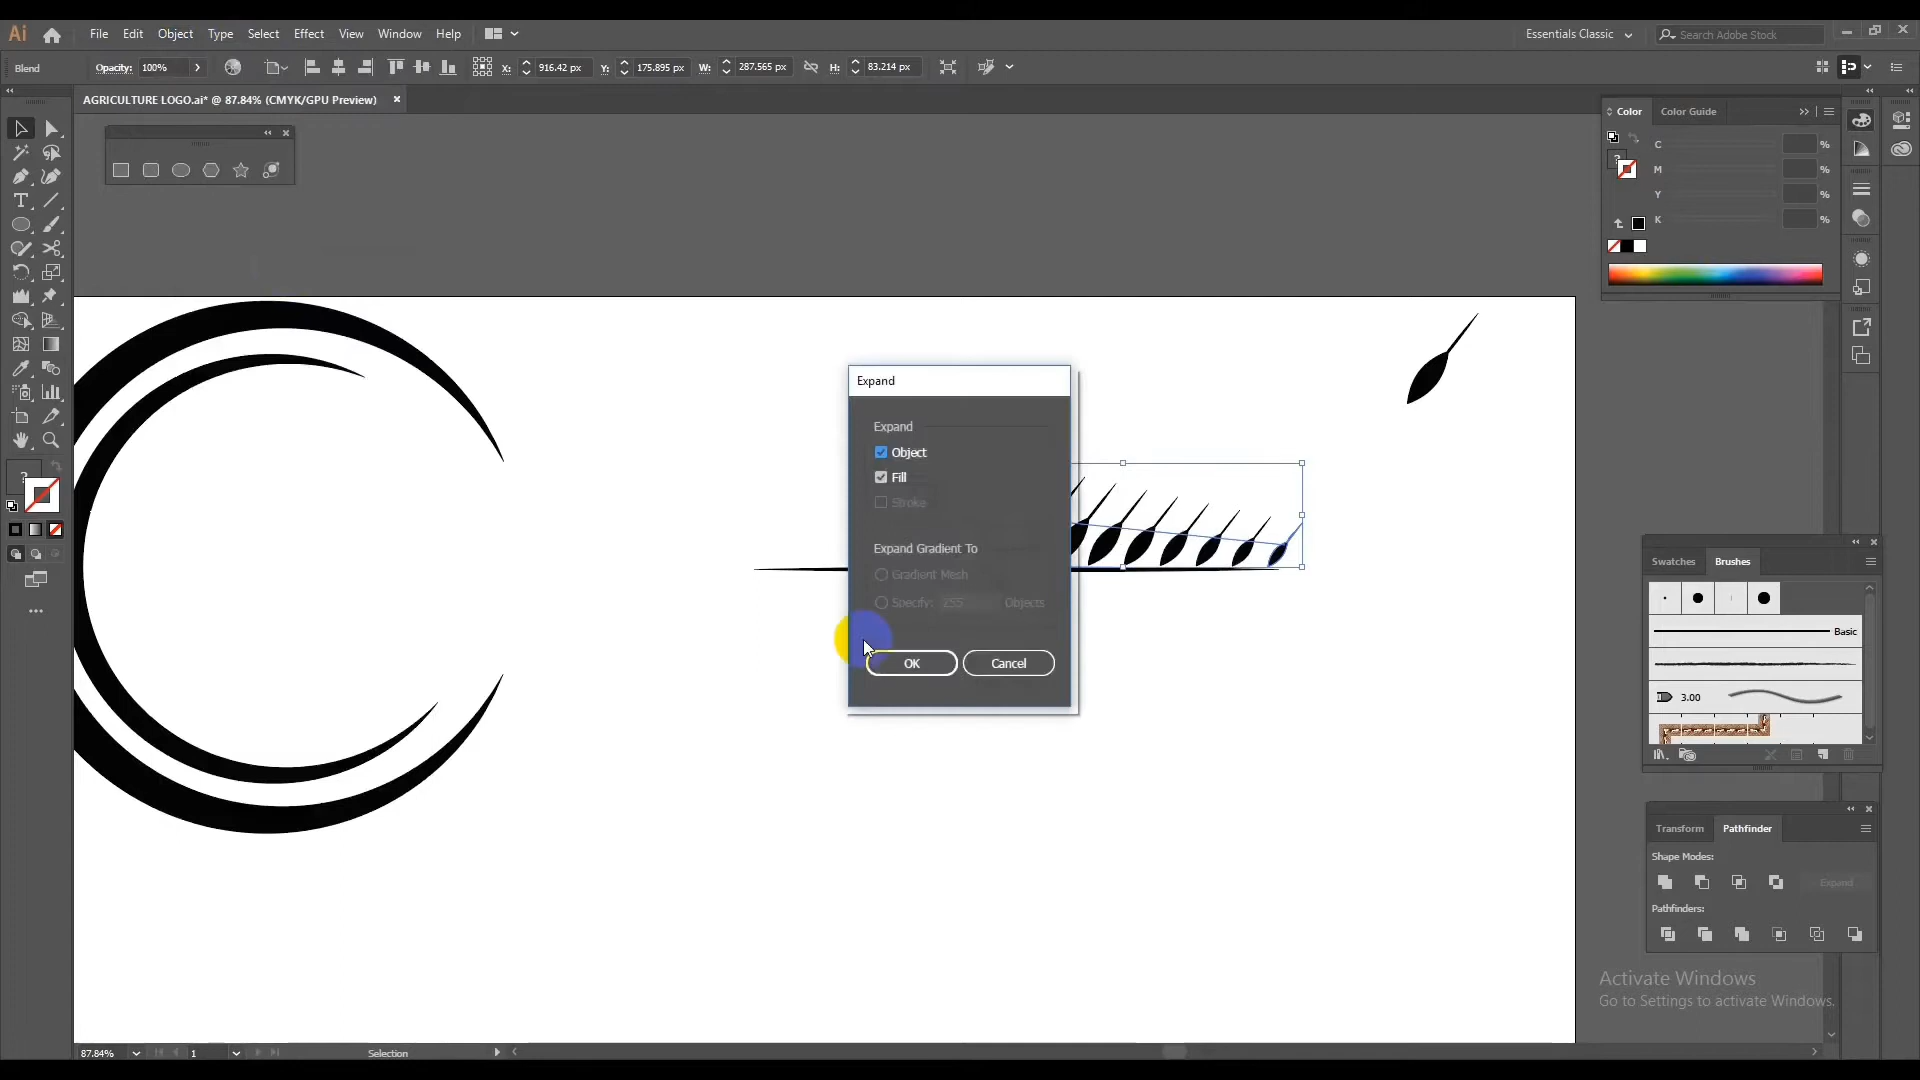 Ai File Edit Object Type Select Effect View Window Help Essentials Classic Search Adobe Stock
Blend Opacity: 100% X: 916.42 px Y: 175.895 px W: 287.565 px H: 83.214 px
AGRICULTURE LOGO.ai* @ 87.84% (CMYK/GPU Preview)
Color Color Guide
C %
M %
Y %
K %
?
Expand
Expand
Object
Fill
Stroke
Expand Gradient To
Gradient Mesh
Specify: 255 Objects
OK Cancel
?
Swatches Brushes
Basic
3.00
Transform Pathfinder
Shape Modes:
Expand
Pathfinders:
Activate Windows
Go to Settings to activate Windows.
87.84% 1 Selection